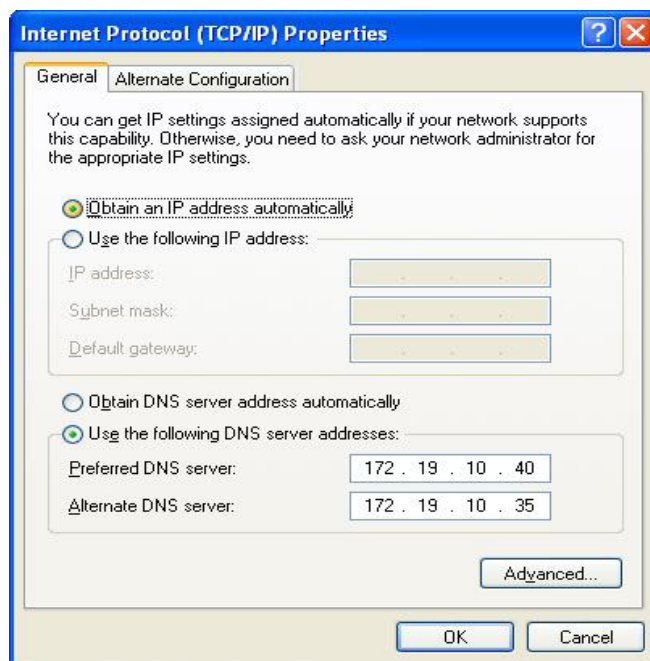 Internet Protocol (TCP/IP) Properties
General
Alternate Configuration
You can get IP settings assigned automatically if your network supports
this capability. Otherwise, you need to ask your network administrator for
the appropriate IP settings.
Obtain an IP address automatically
Use the following IP address:
IP address:
Subnet mask:
Default gateway:
Obtain DNS server address automatically
Use the following DNS server addresses:
Preferred DNS server: 172 . 19 . 10 . 40
Alternate DNS server: 172 . 19 . 10 . 35
Advanced...
OK Cancel